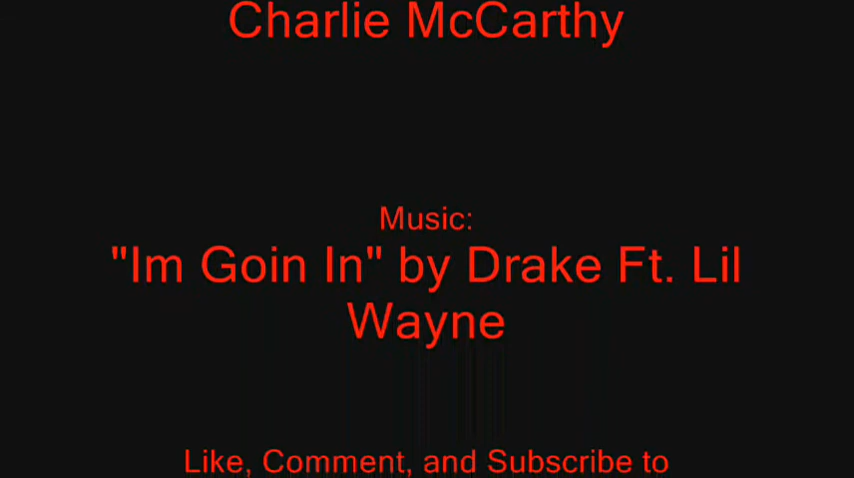 Charlie McCarthy
Music:
"Im Goin In" by Drake Ft. Lil
Wayne
Like, Comment, and Subscribe to